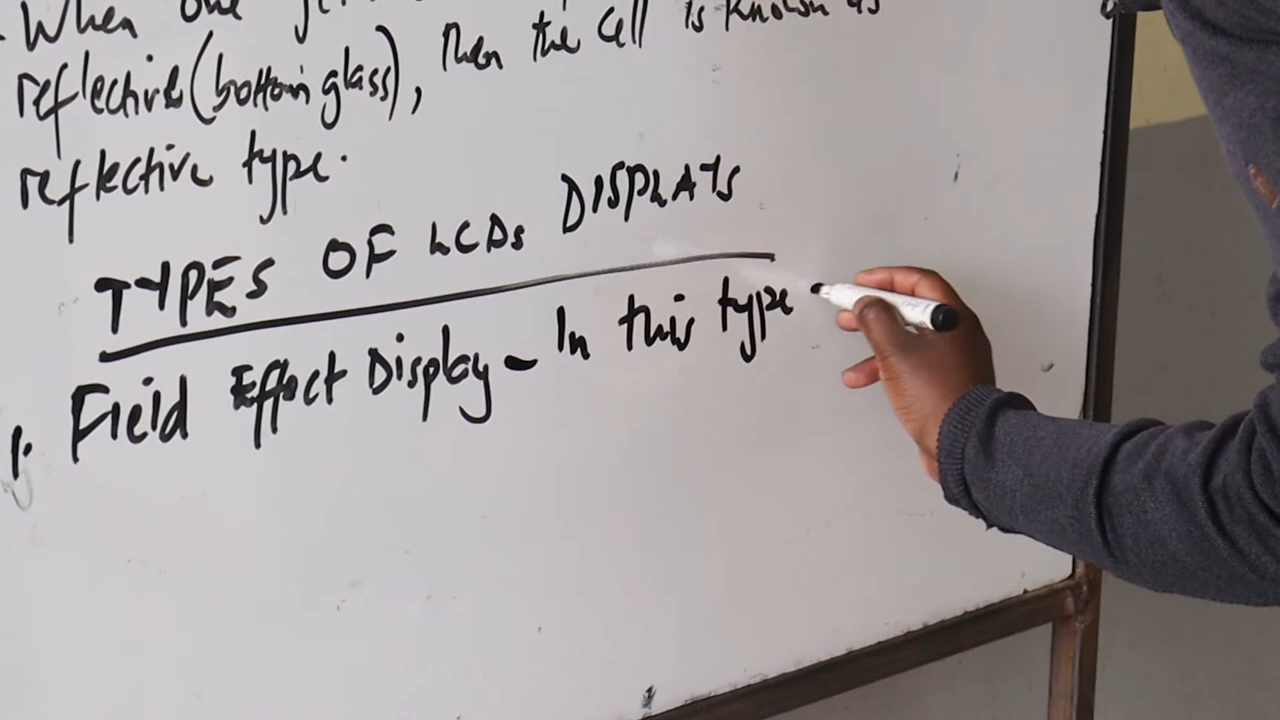 When one
reflective (bottom glass), then the cell is known as
reflective type.
TYPES OF LCDs DISPLAYS
1. Field Effect Display - In this type